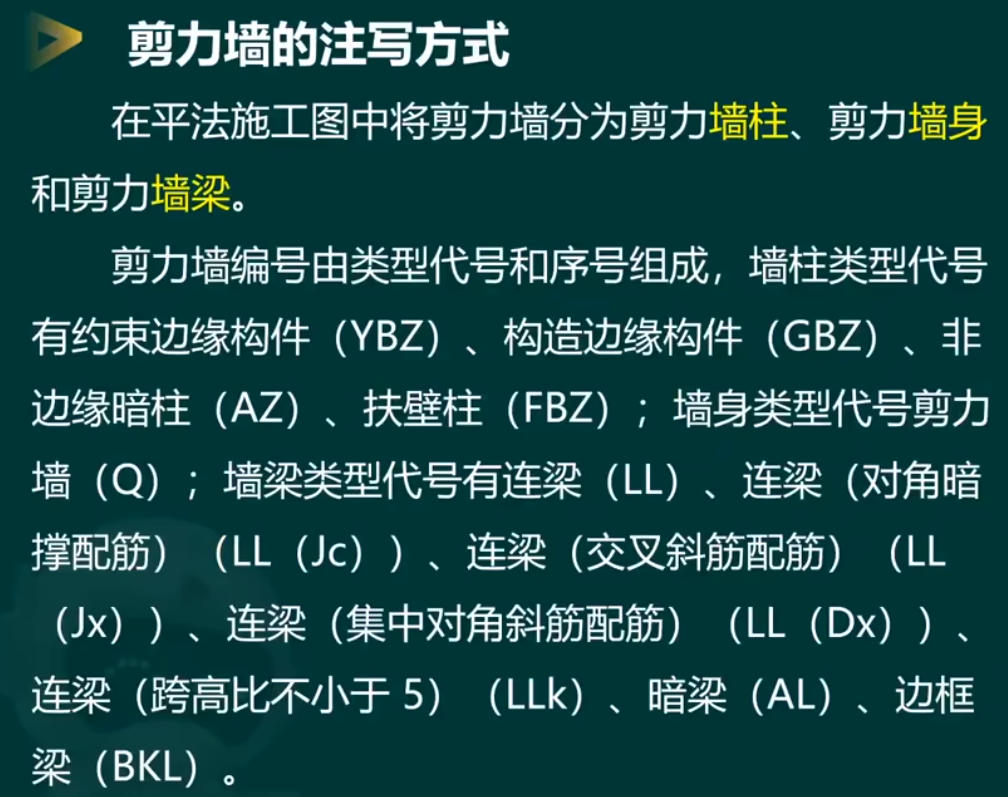 剪力墙的注写方式
在平法施工图中将剪力墙分为剪力墙柱、剪力墙身
和剪力墙梁。
剪力墙编号由类型代号和序号组成，墙柱类型代号
有约束边缘构件（YBZ）、构造边缘构件（GBZ）、非
边缘暗柱（AZ）、扶壁柱（FBZ）；墙身类型代号剪力
墙（Q）；墙梁类型代号有连梁（LL）、连梁（对角暗
撑配筋）（LL（Jc））、连梁（交叉斜筋配筋）（LL
（Jx））、连梁（集中对角斜筋配筋）（LL（Dx））、
连梁（跨高比不小于 5）（LLk）、暗梁（AL）、边框
梁（BKL）。